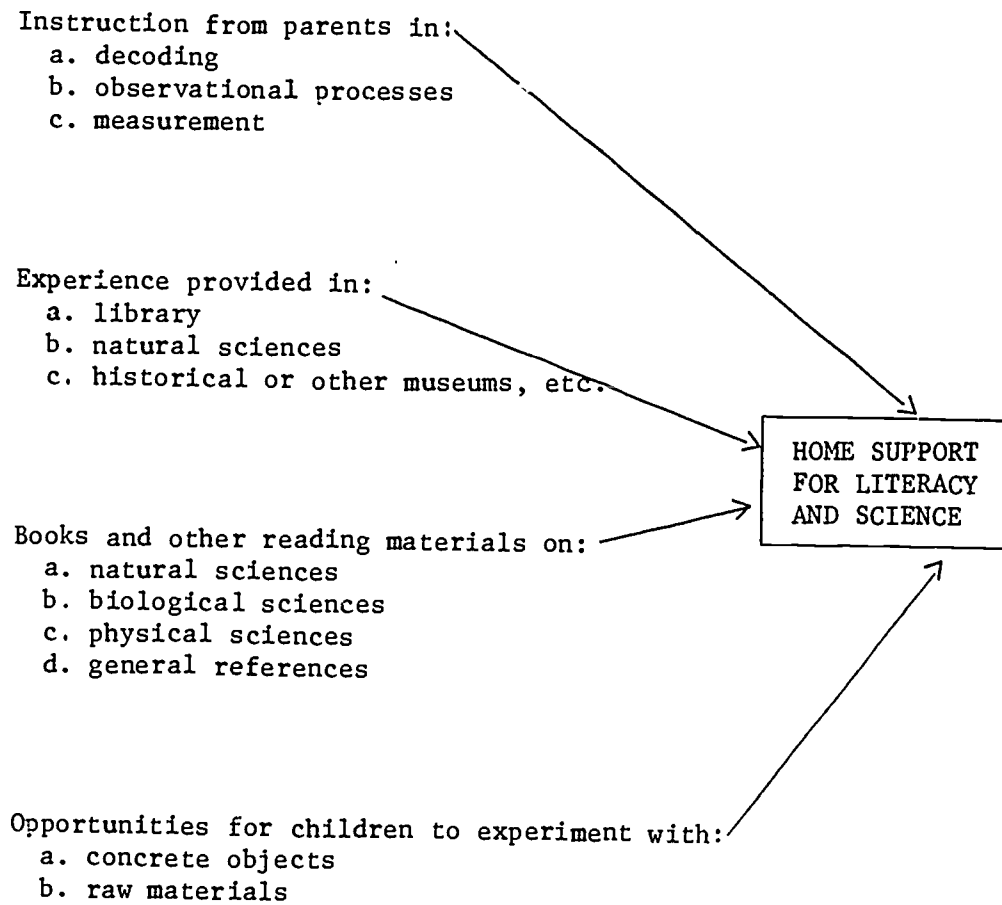 Instruction from parents in:
a. decoding
b. observational processes
c. measurement
Experience provided in:
a. library
b. natural sciences
c. historical or other museums, etc.
HOME SUPPORT
FOR LITERACY
AND SCIENCE
Books and other reading materials on:
a. natural sciences
b. biological sciences
c. physical sciences
d. general references
Opportunities for children to experiment with:
a. concrete objects
b. raw materials